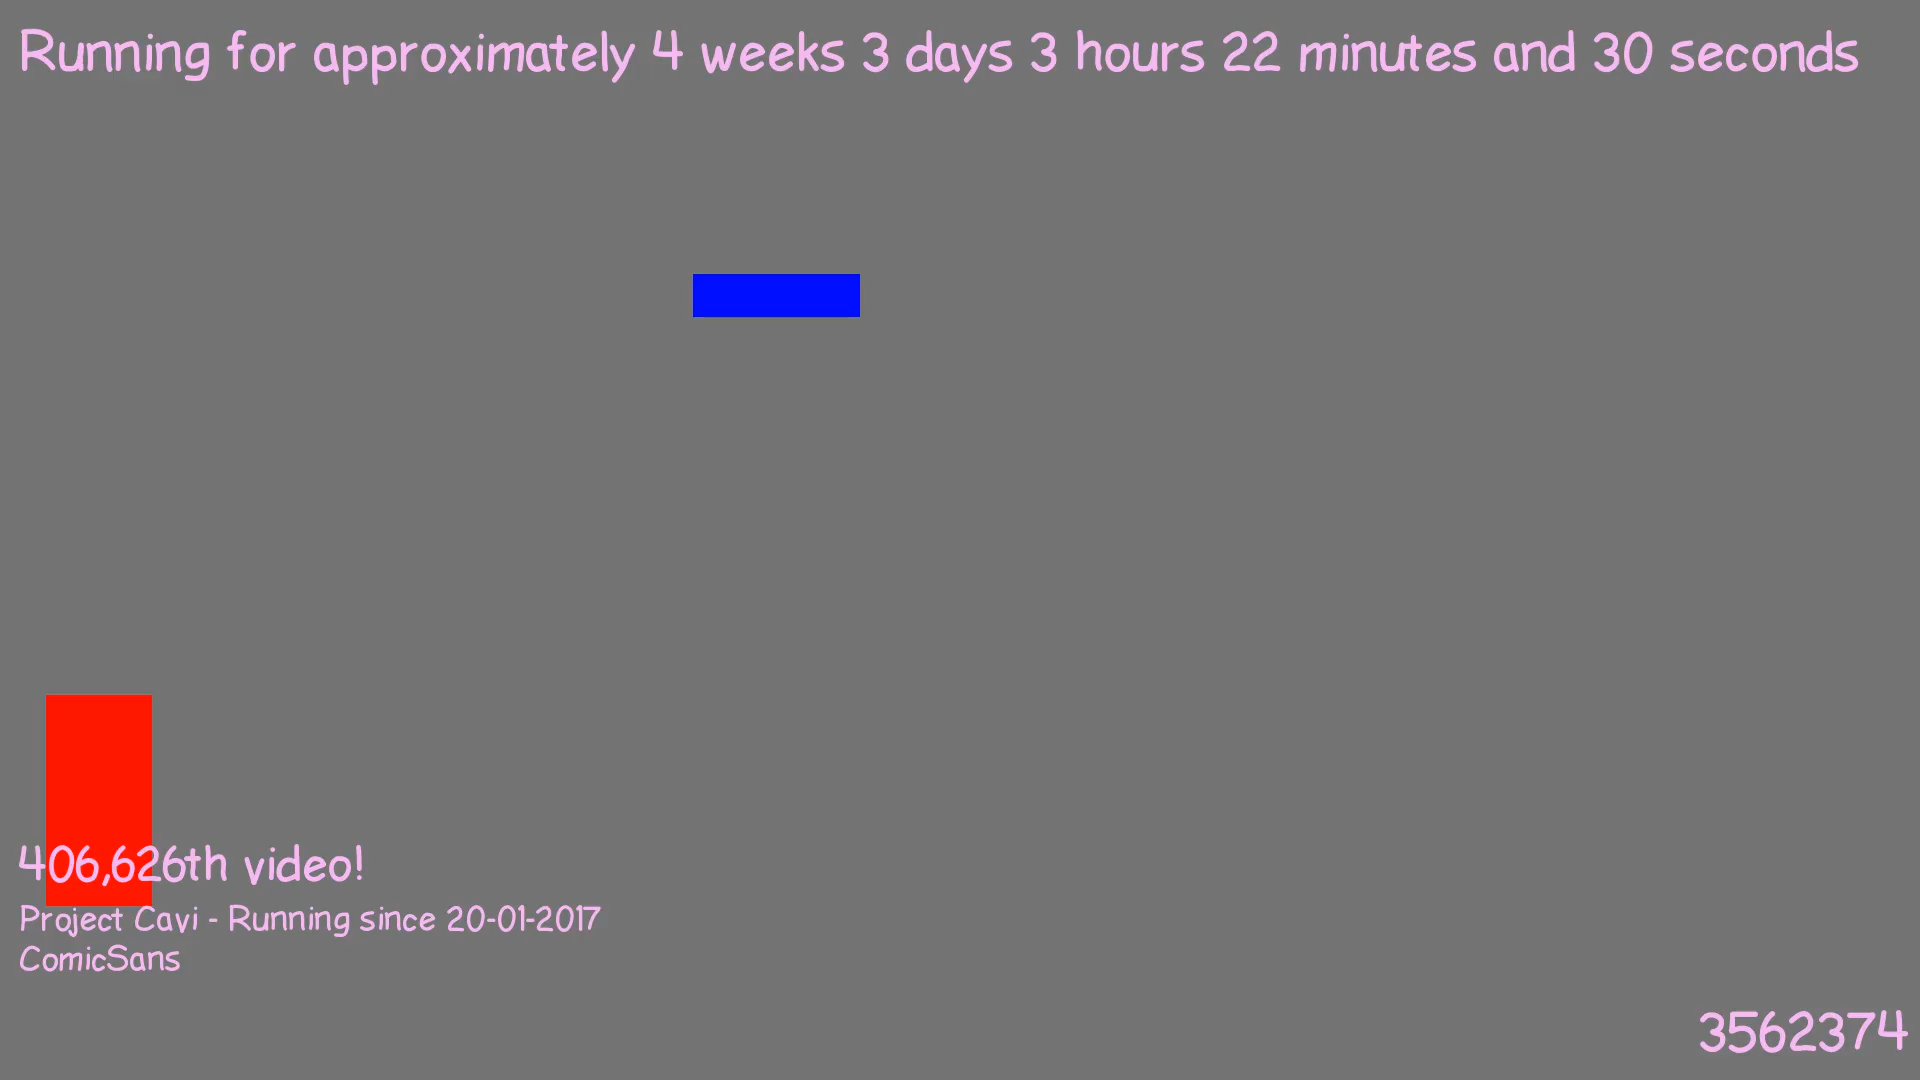 Running for approximately 4 weeks 3 days 3 hours 22 minutes and 30 seconds
406,626th video!
Project Cavi - Running since 20-01-2017
ComicSans
3562374